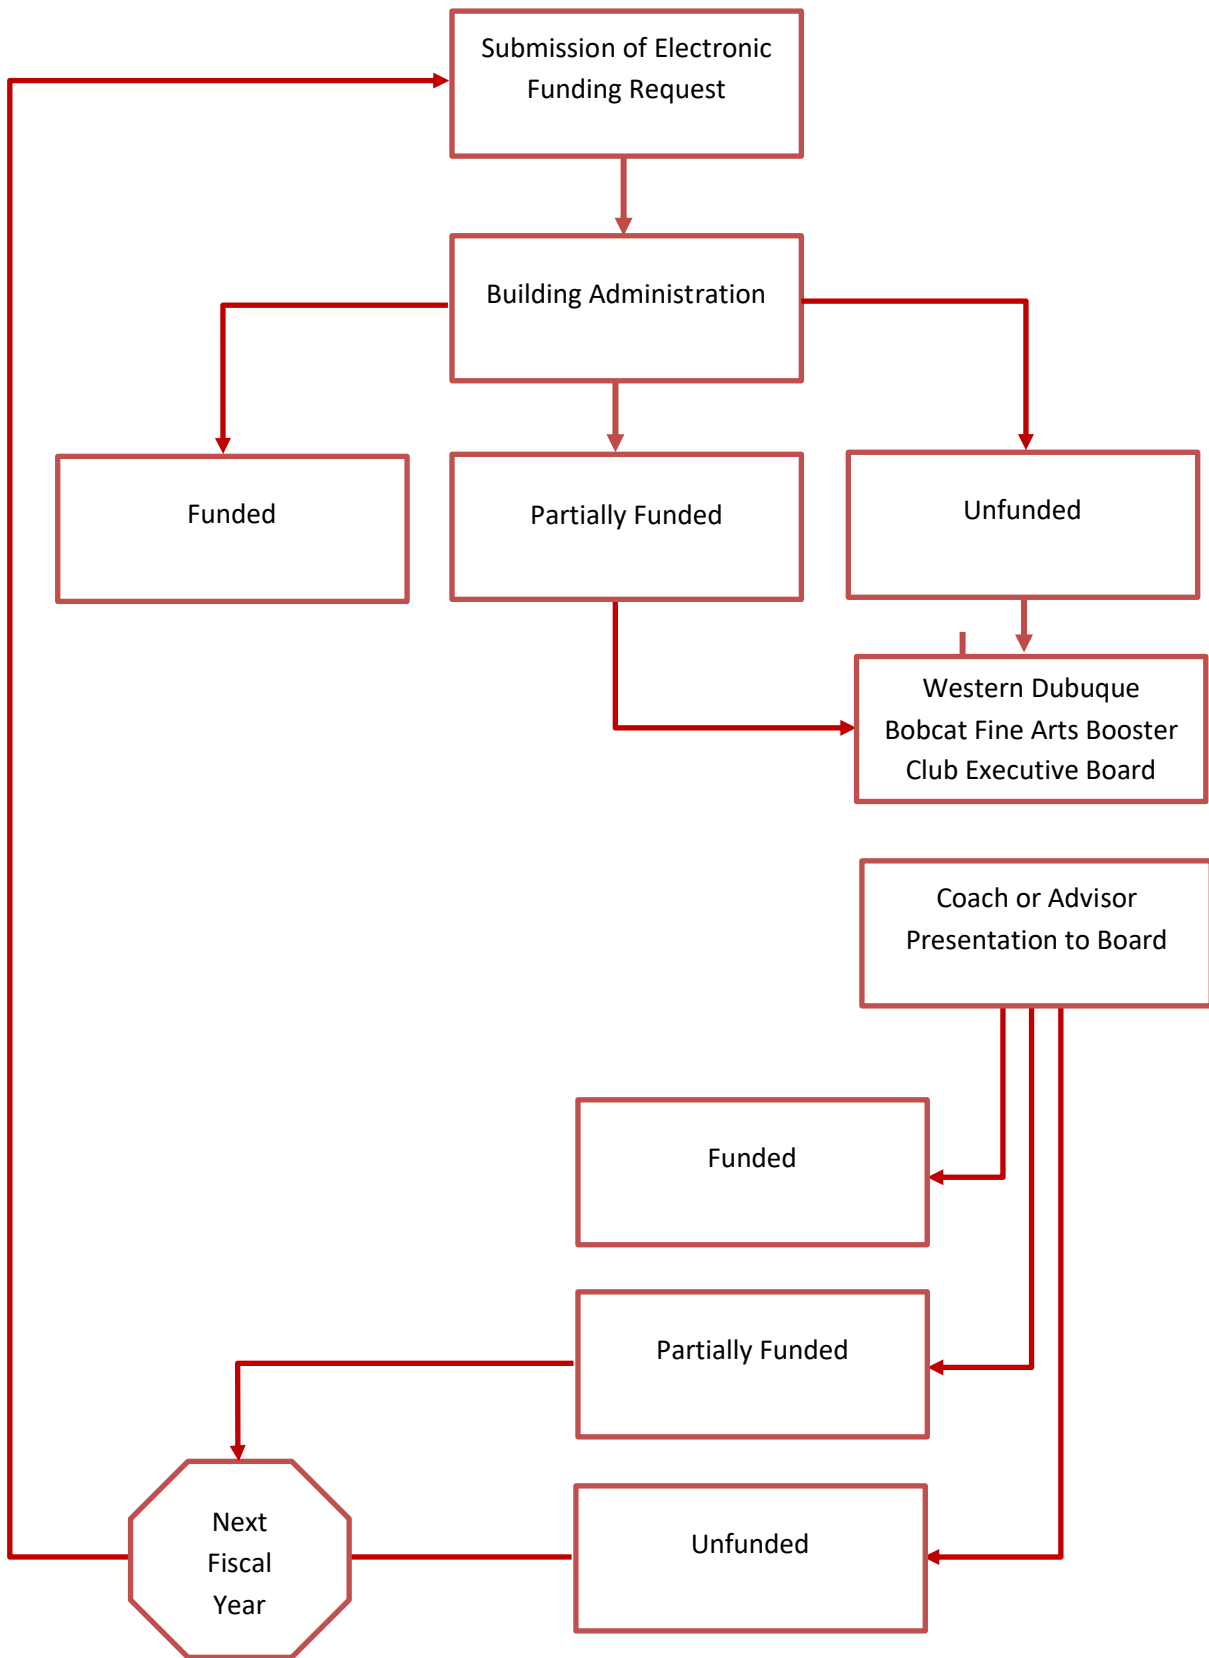 Submission of Electronic
Funding Request
Building Administration
Funded
Partially Funded
Unfunded
Western Dubuque
Bobcat Fine Arts Booster
Club Executive Board
Coach or Advisor
Presentation to Board
Funded
Partially Funded
Unfunded
Next
Fiscal
Year